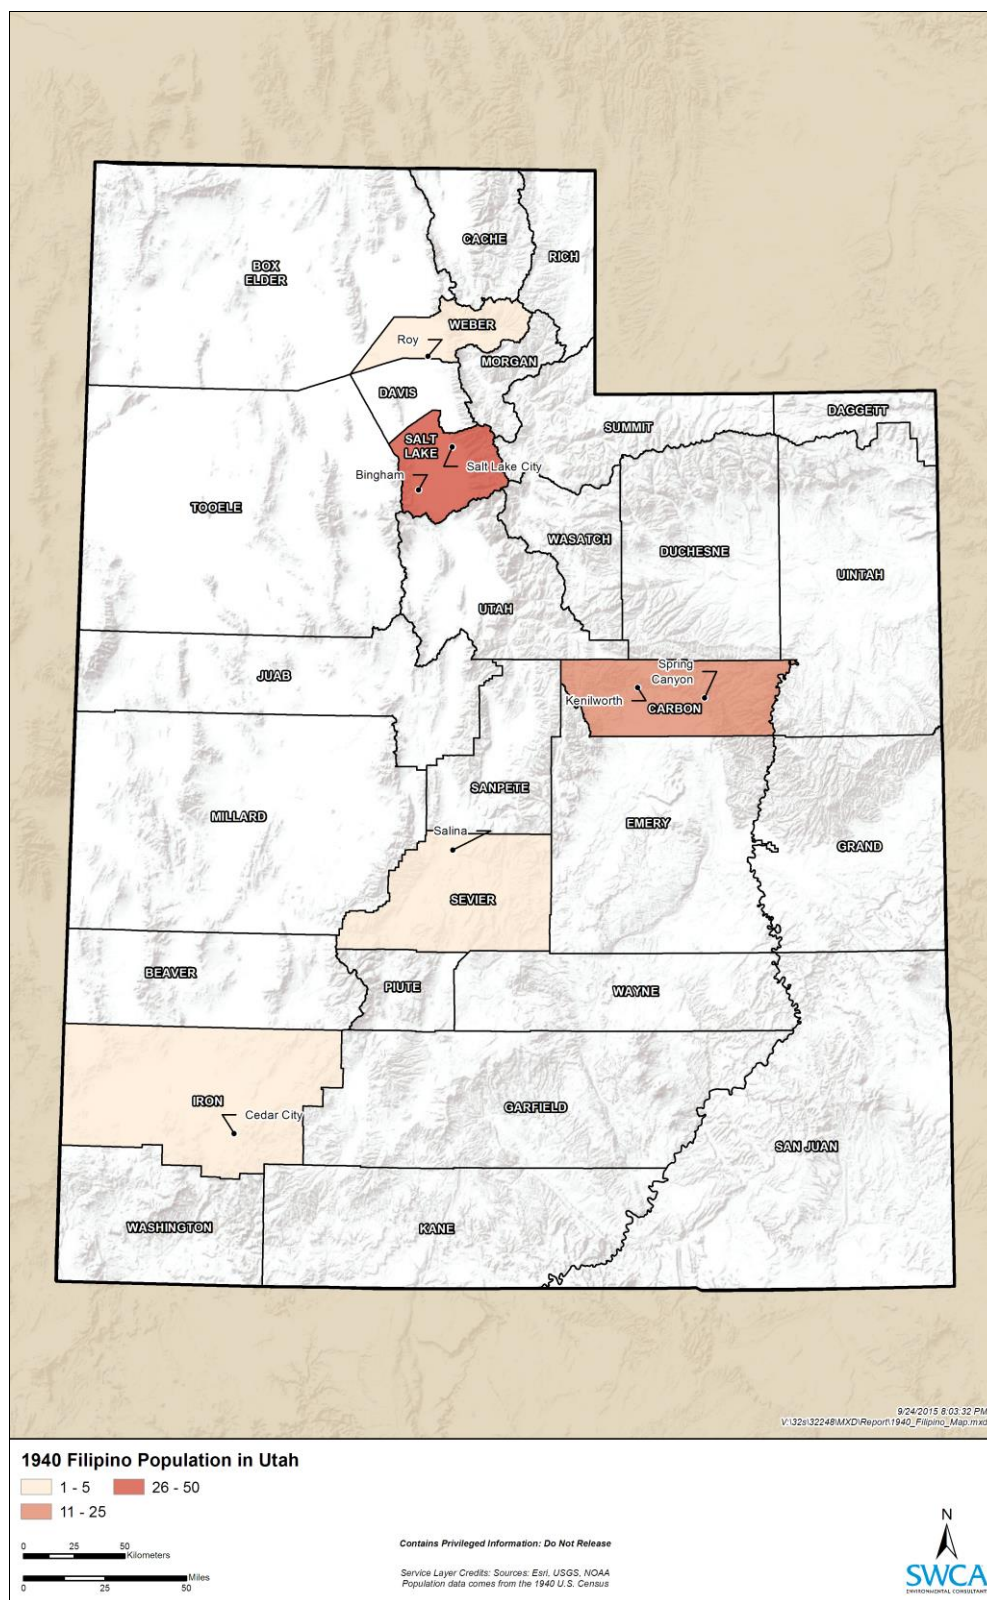 CACHE
RICH
BOX
ELDER
WEBER
Roy
MORGAN
DAVIS
DAGGETT
SUMMIT
SALT
LAKE
Salt Lake City
Bingham
TOOELE
WASATCH
DUCHESNE
UINTAH
UTAH
JUAB
Spring
Canyon
Kenilworth
CARBON
SANPETE
MILLARD
EMERY
Salina
GRAND
SEVIER
BEAVER
PIUTE
WAYNE
IRON
Cedar City
GARFIELD
SAN JUAN
WASHINGTON
KANE
9/24/2015 8:03:32 PM
V:\32s\32248\MXD\Report\1940_Filipino_Map.mxd
1940 Filipino Population in Utah
1 - 5
26 - 50
11 - 25
0 25 50
Kilometers
Miles
0 25 50
Contains Privileged Information: Do Not Release
Service Layer Credits: Sources: Esri, USGS, NOAA
Population data comes from the 1940 U.S. Census
N
SWCA
ENVIRONMENTAL CONSULTANTS